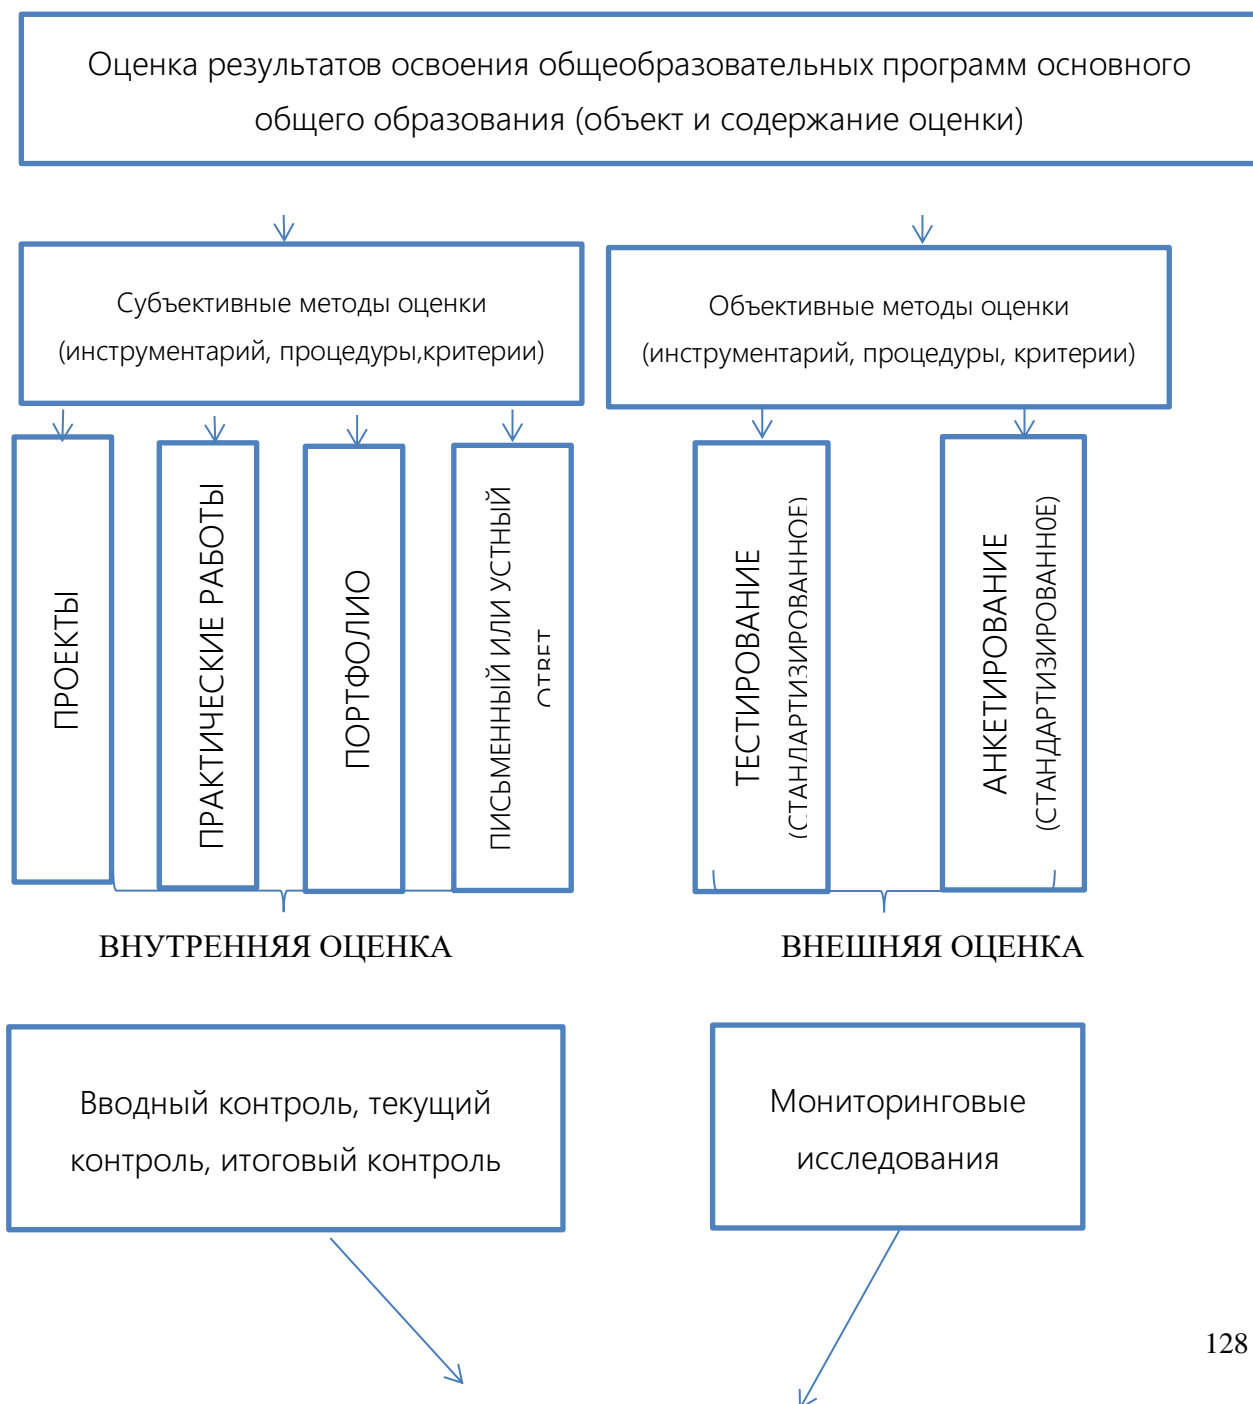 Оценка результатов освоения общеобразовательных программ основного
общего образования (объект и содержание оценки)
Субъективные методы оценки
(инструментарий, процедуры,критерии)
Объективные методы оценки
(инструментарий, процедуры, критерии)
ПРОЕКТЫ
ПРАКТИЧЕСКИЕ РАБОТЫ
ПОРТФОЛИО
ПИСЬМЕННЫЙ ИЛИ УСТНЫЙ
ОТВЕТ
ТЕСТИРОВАНИЕ
(СТАНДАРТИЗИРОВАННОЕ)
АНКЕТИРОВАНИЕ
(СТАНДАРТИЗИРОВАНН0Е)
ВНУТРЕННЯЯ ОЦЕНКА
ВНЕШНЯЯ ОЦЕНКА
Вводный контроль, текущий
контроль, итоговый контроль
Мониторинговые
исследования
128